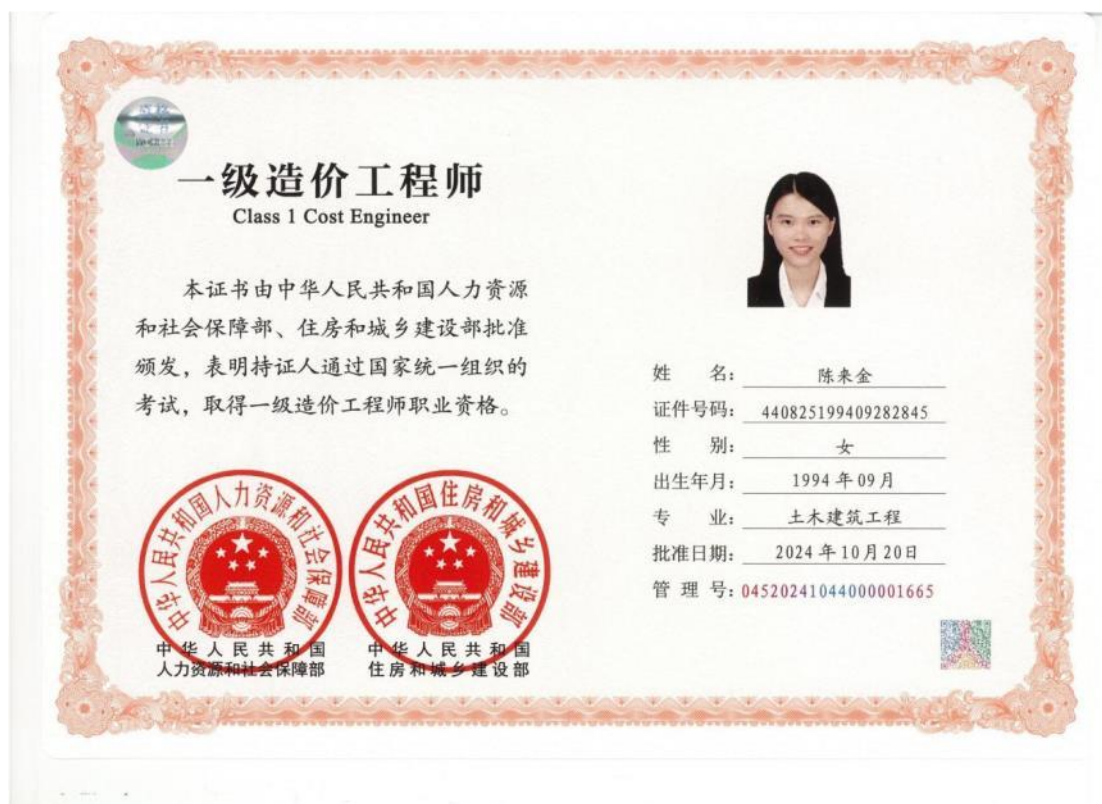 一级造价工程师
Class 1 Cost Engineer
本证书由中华人民共和国人力资源
和社会保障部、住房和城乡建设部批准
颁发，表明持证人通过国家统一组织的
考试，取得一级造价工程师职业资格。
中华人民共和国人力资源和社会保障部
中华人民共和国住房和城乡建设部
中华人民共和国
人力资源和社会保障部
中华人民共和国
住房和城乡建设部
姓 名： 陈来金
证件号码： 440825199409282845
性 别： 女
出生年月： 1994年09月
专 业： 土木建筑工程
批准日期： 2024年10月20日
管 理 号：04520241044000001665